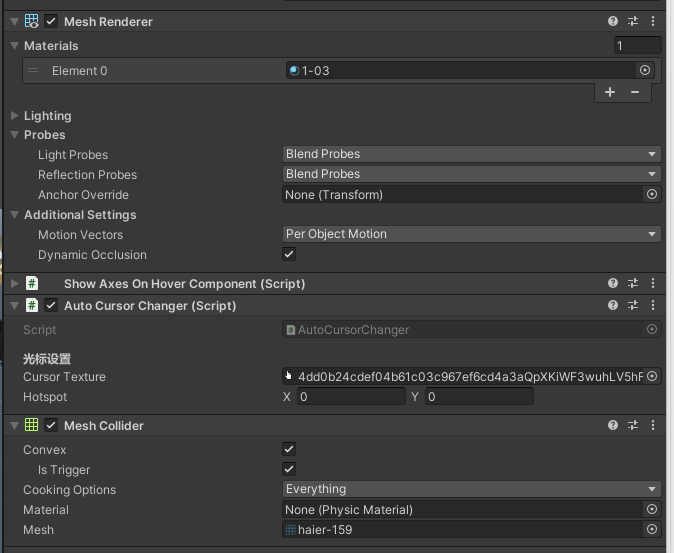 Mesh Renderer
Materials 1
Element 0 1-03
+ −
Lighting
Probes
Light Probes Blend Probes
Reflection Probes Blend Probes
Anchor Override None (Transform)
Additional Settings
Motion Vectors Per Object Motion
Dynamic Occlusion
# Show Axes On Hover Component (Script)
# Auto Cursor Changer (Script)
Script # AutoCursorChanger
光标设置
Cursor Texture 4dd0b24cdef04b61c03c967ef6cd4a3aQpXKiWF3wuhLV5hF
Hotspot X 0 Y 0
Mesh Collider
Convex
Is Trigger
Cooking Options Everything
Material None (Physic Material)
Mesh haier-159